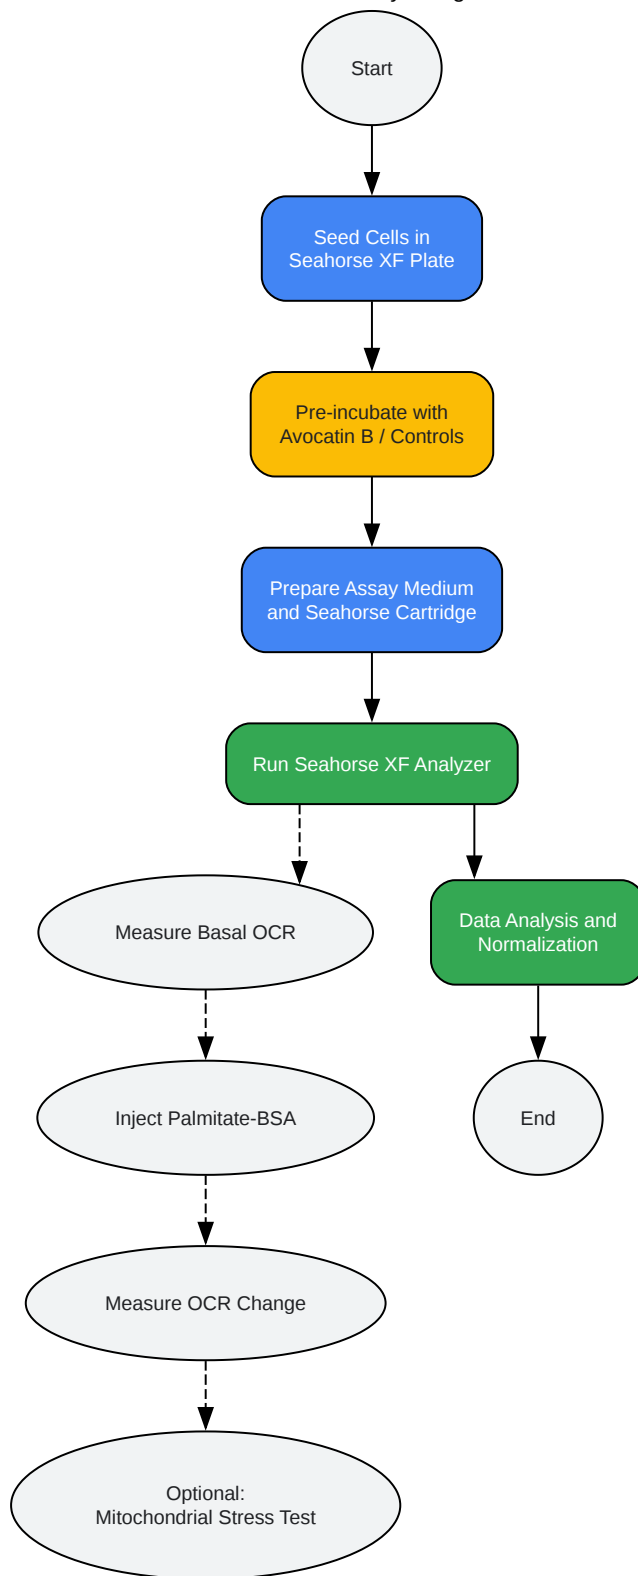 Start
Seed Cells in
Seahorse XF Plate
Pre-incubate with
Avocatin B / Controls
Prepare Assay Medium
and Seahorse Cartridge
Run Seahorse XF Analyzer
Measure Basal OCR
Data Analysis and
Normalization
Inject Palmitate-BSA
End
Measure OCR Change
Optional:
Mitochondrial Stress Test